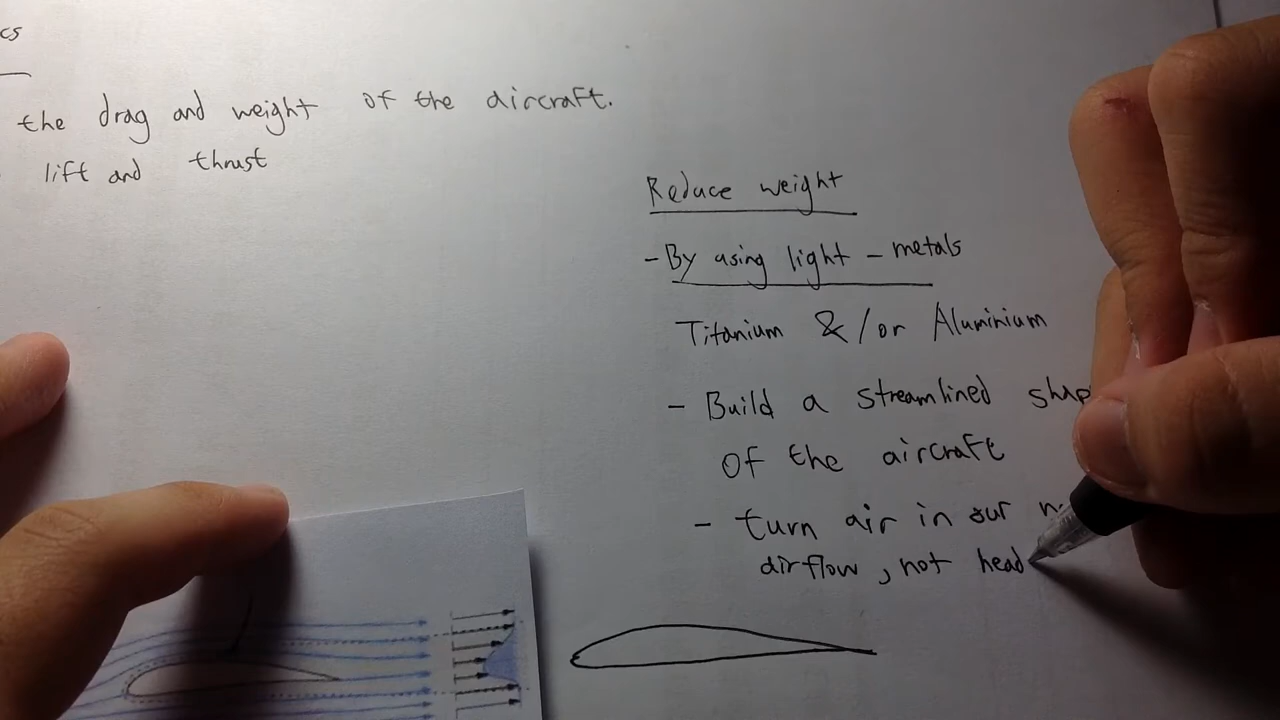 cs
the drag and weight of the aircraft.
lift and thrust
Reduce weight
- By using light - metals
Titanium & / or Aluminium
- Build a streamlined shap
of the aircraft
- turn air in our
airflow, not head